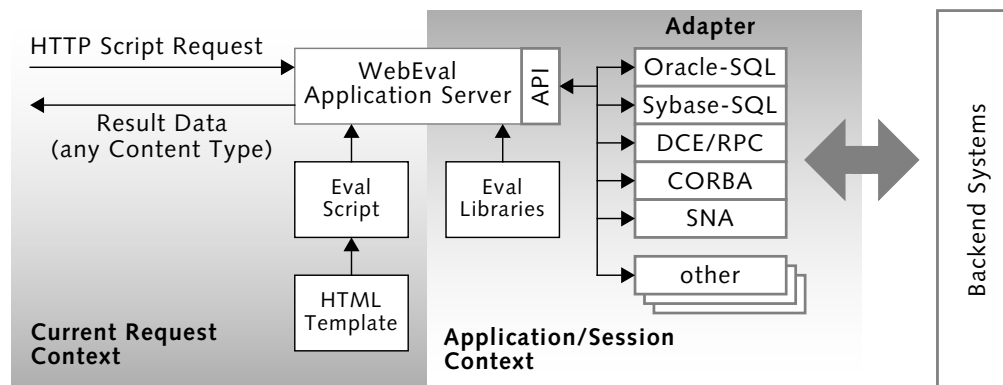 HTTP Script Request
WebEval
Application Server
API
Result Data
(any Content Type)
Eval
Script
HTML
Template
Eval
Libraries
Current Request
Context
Application/Session
Context
Adapter
Oracle-SQL
Sybase-SQL
DCE/RPC
CORBA
SNA
other
Backend Systems